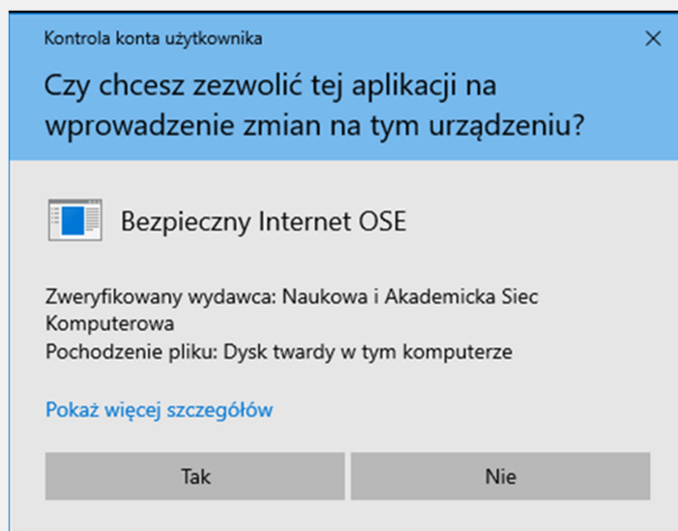 Kontrola konta użytkownika
Czy chcesz zezwolić tej aplikacji na
wprowadzenie zmian na tym urządzeniu?
Bezpieczny Internet OSE
Zweryfikowany wydawca: Naukowa i Akademicka Siec
Komputerowa
Pochodzenie pliku: Dysk twardy w tym komputerze
Pokaż więcej szczegółów
Tak
Nie